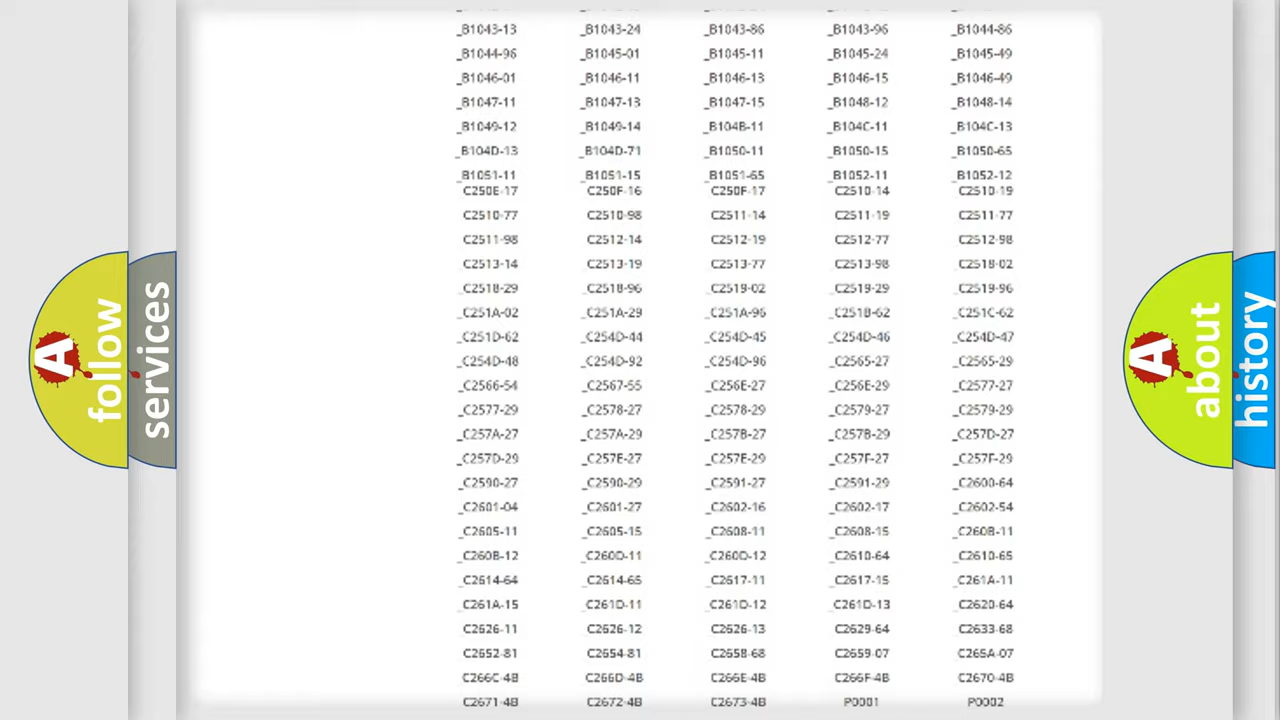 _B1043-13 _B1043-24 _B1043-86 _B1043-96 _B1044-86
_B1044-96 _B1045-01 _B1045-11 _B1045-24 _B1045-49
_B1046-01 _B1046-11 _B1046-13 _B1046-15 _B1046-49
_B1047-11 _B1047-13 _B1047-15 _B1048-12 _B1048-14
_B1049-12 _B1049-14 _B104B-11 _B104C-11 _B104C-13
_B104D-13 _B104D-71 _B1050-11 _B1050-15 _B1050-65
_B1051-11 _B1051-15 _B1051-65 _B1052-11 _B1052-12
C250E-17 C250F-16 C250F-17 C2510-14 C2510-19
C2510-77 C2510-98 C2511-14 C2511-19 C2511-77
C2511-98 C2512-14 C2512-19 C2512-77 C2512-98
_C2513-14 _C2513-19 _C2513-77 _C2513-98 _C2518-02
_C2518-29 _C2518-96 _C2519-02 _C2519-29 _C2519-96
_C251A-02 _C251A-29 _C251A-96 _C251B-62 _C251C-62
_C251D-62 _C254D-44 _C254D-45 _C254D-46 _C254D-47
_C254D-48 _C254D-92 _C254D-96 _C2565-27 _C2565-29
_C2566-54 _C2567-55 _C256E-27 _C256E-29 _C2577-27
_C2577-29 _C2578-27 _C2578-29 _C2579-27 _C2579-29
_C257A-27 _C257A-29 _C257B-27 _C257B-29 _C257D-27
_C257D-29 _C257E-27 _C257E-29 _C257F-27 _C257F-29
_C2590-27 _C2590-29 _C2591-27 _C2591-29 _C2600-64
_C2601-04 _C2601-27 _C2602-16 _C2602-17 _C2602-54
_C2605-11 _C2605-15 _C2608-11 _C2608-15 _C260B-11
_C260B-12 _C260D-11 _C260D-12 _C2610-64 _C2610-65
_C2614-64 _C2614-65 _C2617-11 _C2617-15 _C261A-11
_C261A-15 _C261D-11 _C261D-12 _C261D-13 _C2620-64
C2626-11 C2626-12 C2626-13 C2629-64 C2633-68
C2652-81 C2654-81 C2658-68 C2659-07 C265A-07
C266C-4B C266D-4B C266E-4B C266F-4B C2670-4B
C2671-4B C2672-4B C2673-4B P0001 P0002
A follow
services
A about
history